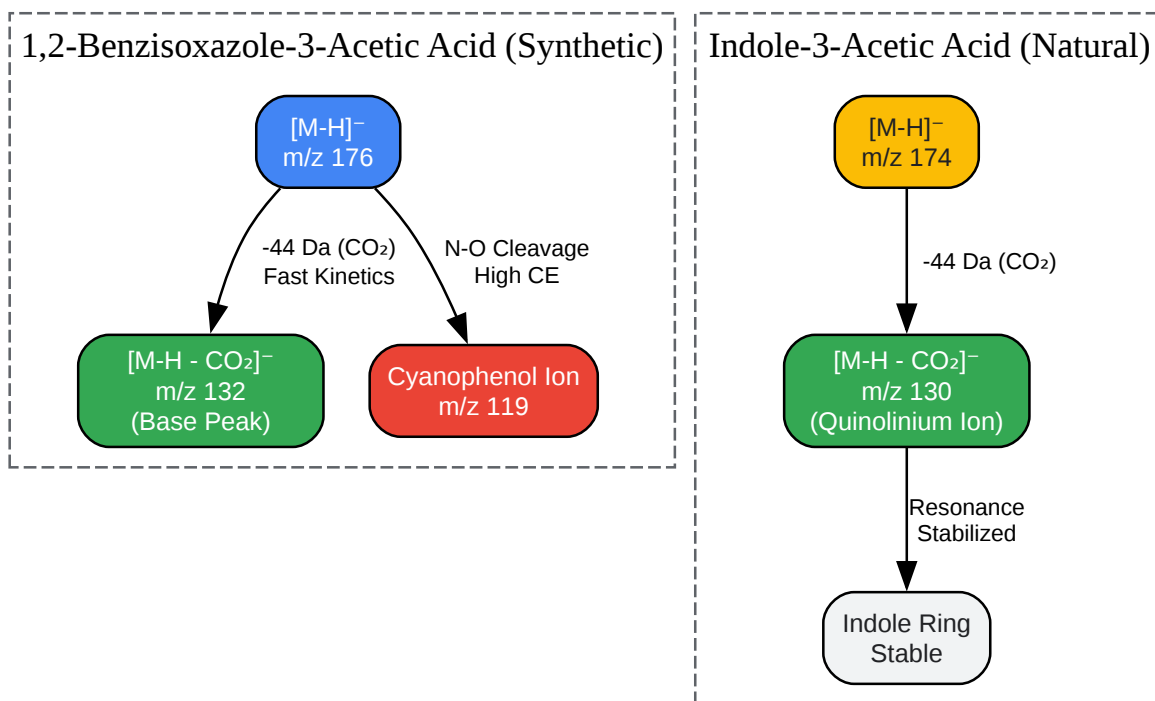 1,2-Benzisoxazole-3-Acetic Acid (Synthetic)
[M-H]⁻
m/z 176
-44 Da (CO₂)
Fast Kinetics
N-O Cleavage
High CE
[M-H - CO₂]⁻
m/z 132
(Base Peak)
Cyanophenol Ion
m/z 119
Indole-3-Acetic Acid (Natural)
[M-H]⁻
m/z 174
-44 Da (CO₂)
[M-H - CO₂]⁻
m/z 130
(Quinolinium Ion)
Resonance
Stabilized
Indole Ring
Stable